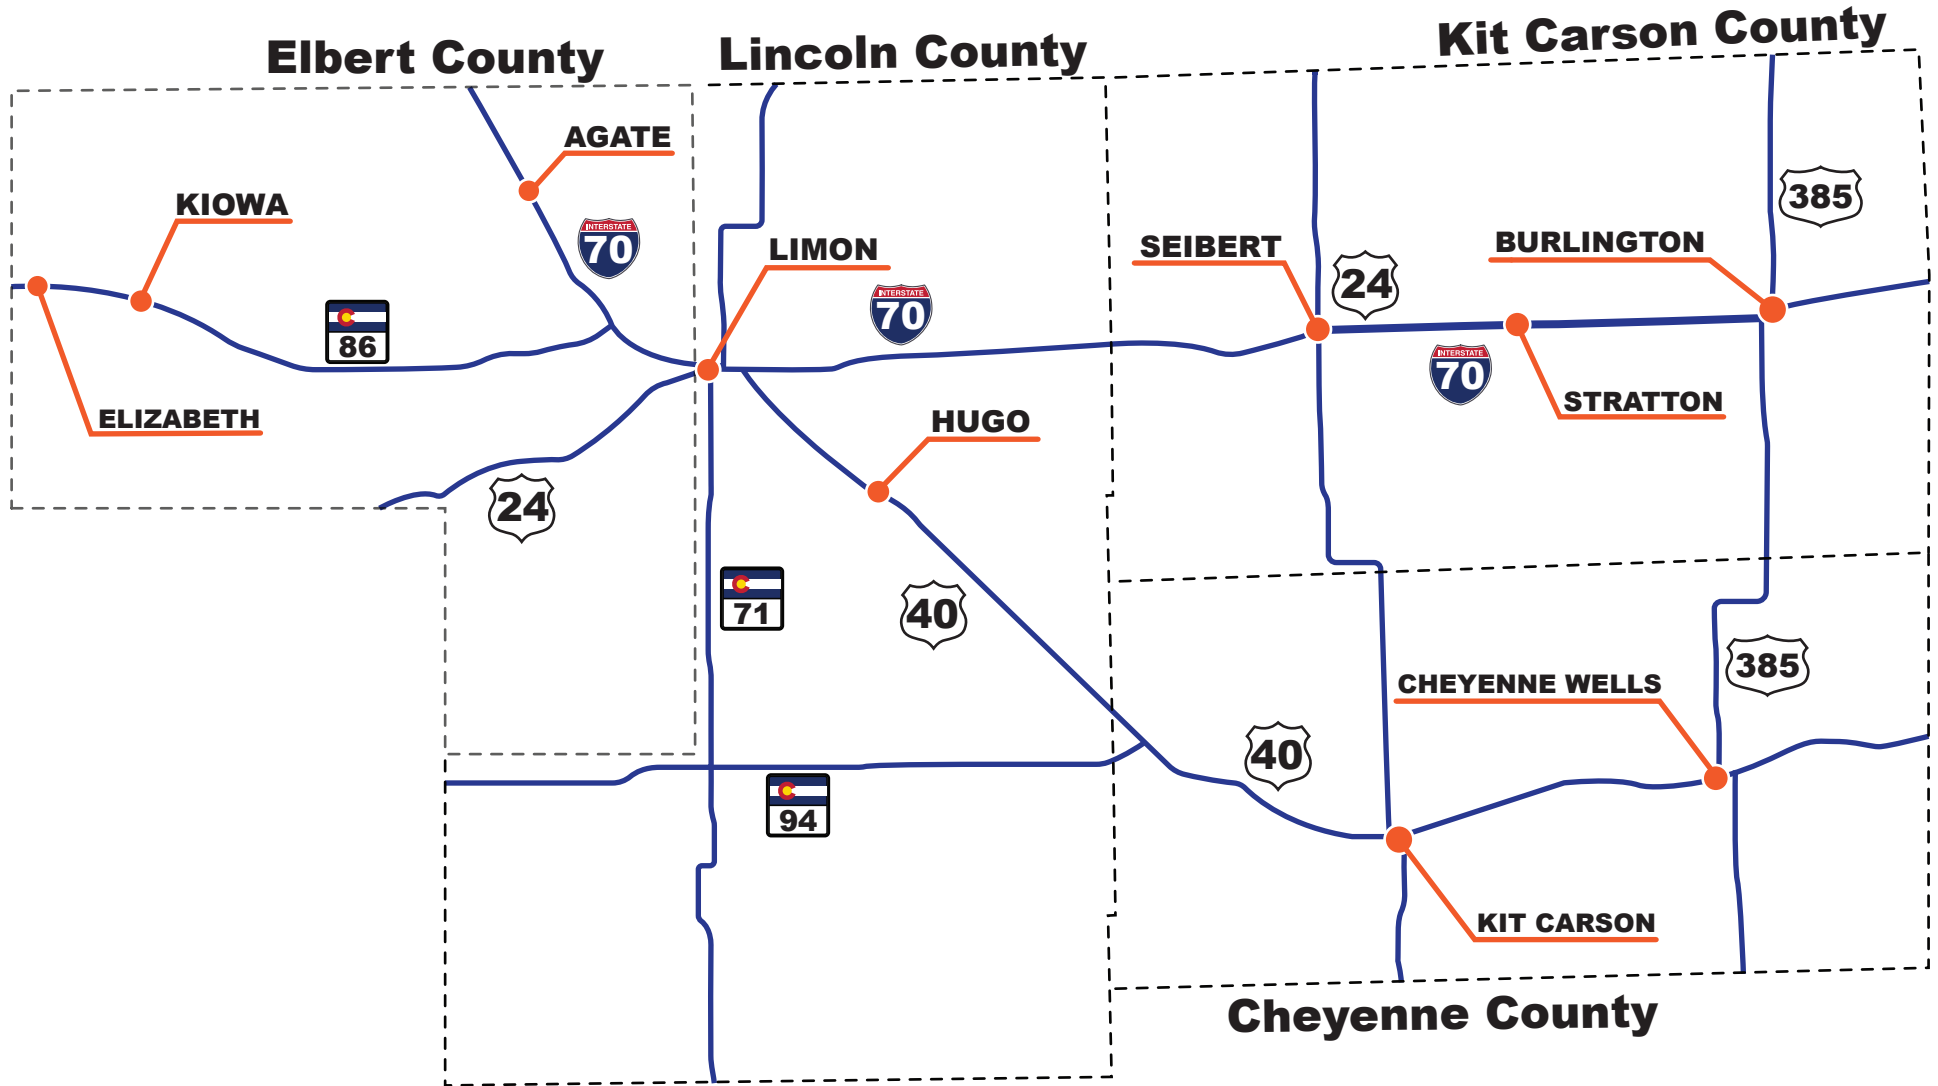 Elbert County
Lincoln County
Kit Carson County
AGATE
KIOWA
INTERSTATE
70
LIMON
SEIBERT
BURLINGTON
385
INTERSTATE
70
24
86
INTERSTATE
70
STRATTON
ELIZABETH
HUGO
24
71
40
CHEYENNE WELLS
385
40
94
KIT CARSON
Cheyenne County